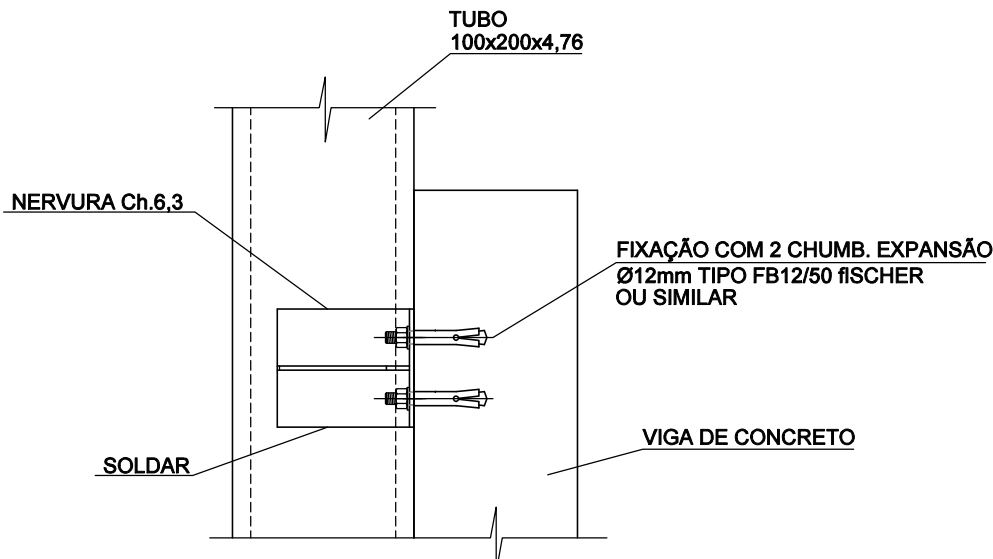 TUBO
100x200x4,76
NERVURA Ch.6,3
FIXAÇÃO COM 2 CHUMB. EXPANSÃO
Ø12mm TIPO FB12/50 fISCHER
OU SIMILAR
VIGA DE CONCRETO
SOLDAR